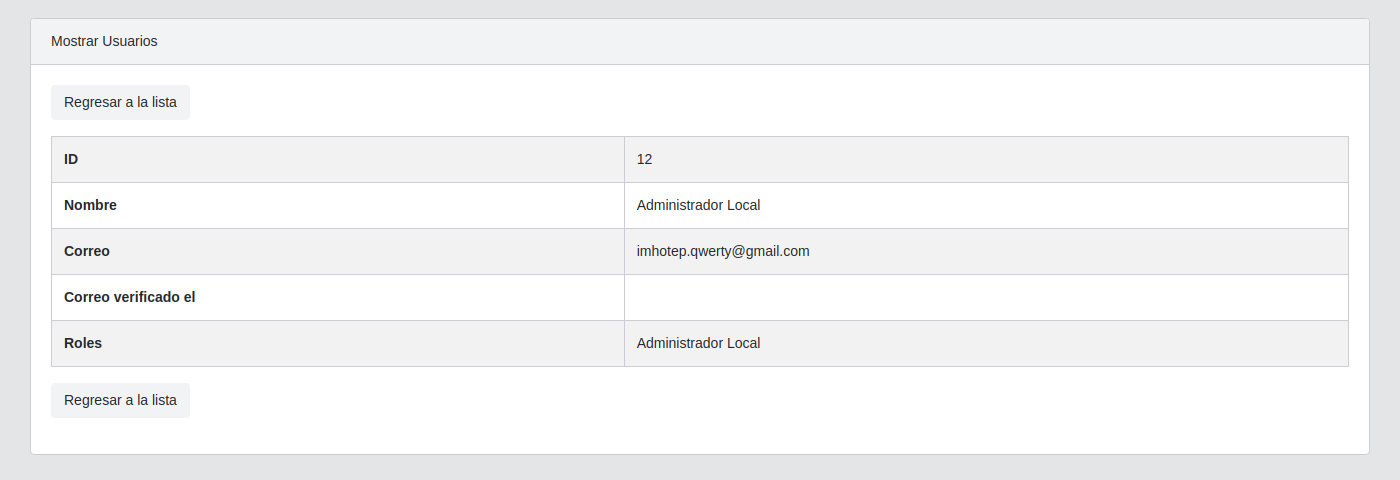 Mostrar Usuarios
Regresar a la lista
ID 12
Nombre Administrador Local
Correo imhotep.qwerty@gmail.com
Correo verificado el
Roles Administrador Local
Regresar a la lista